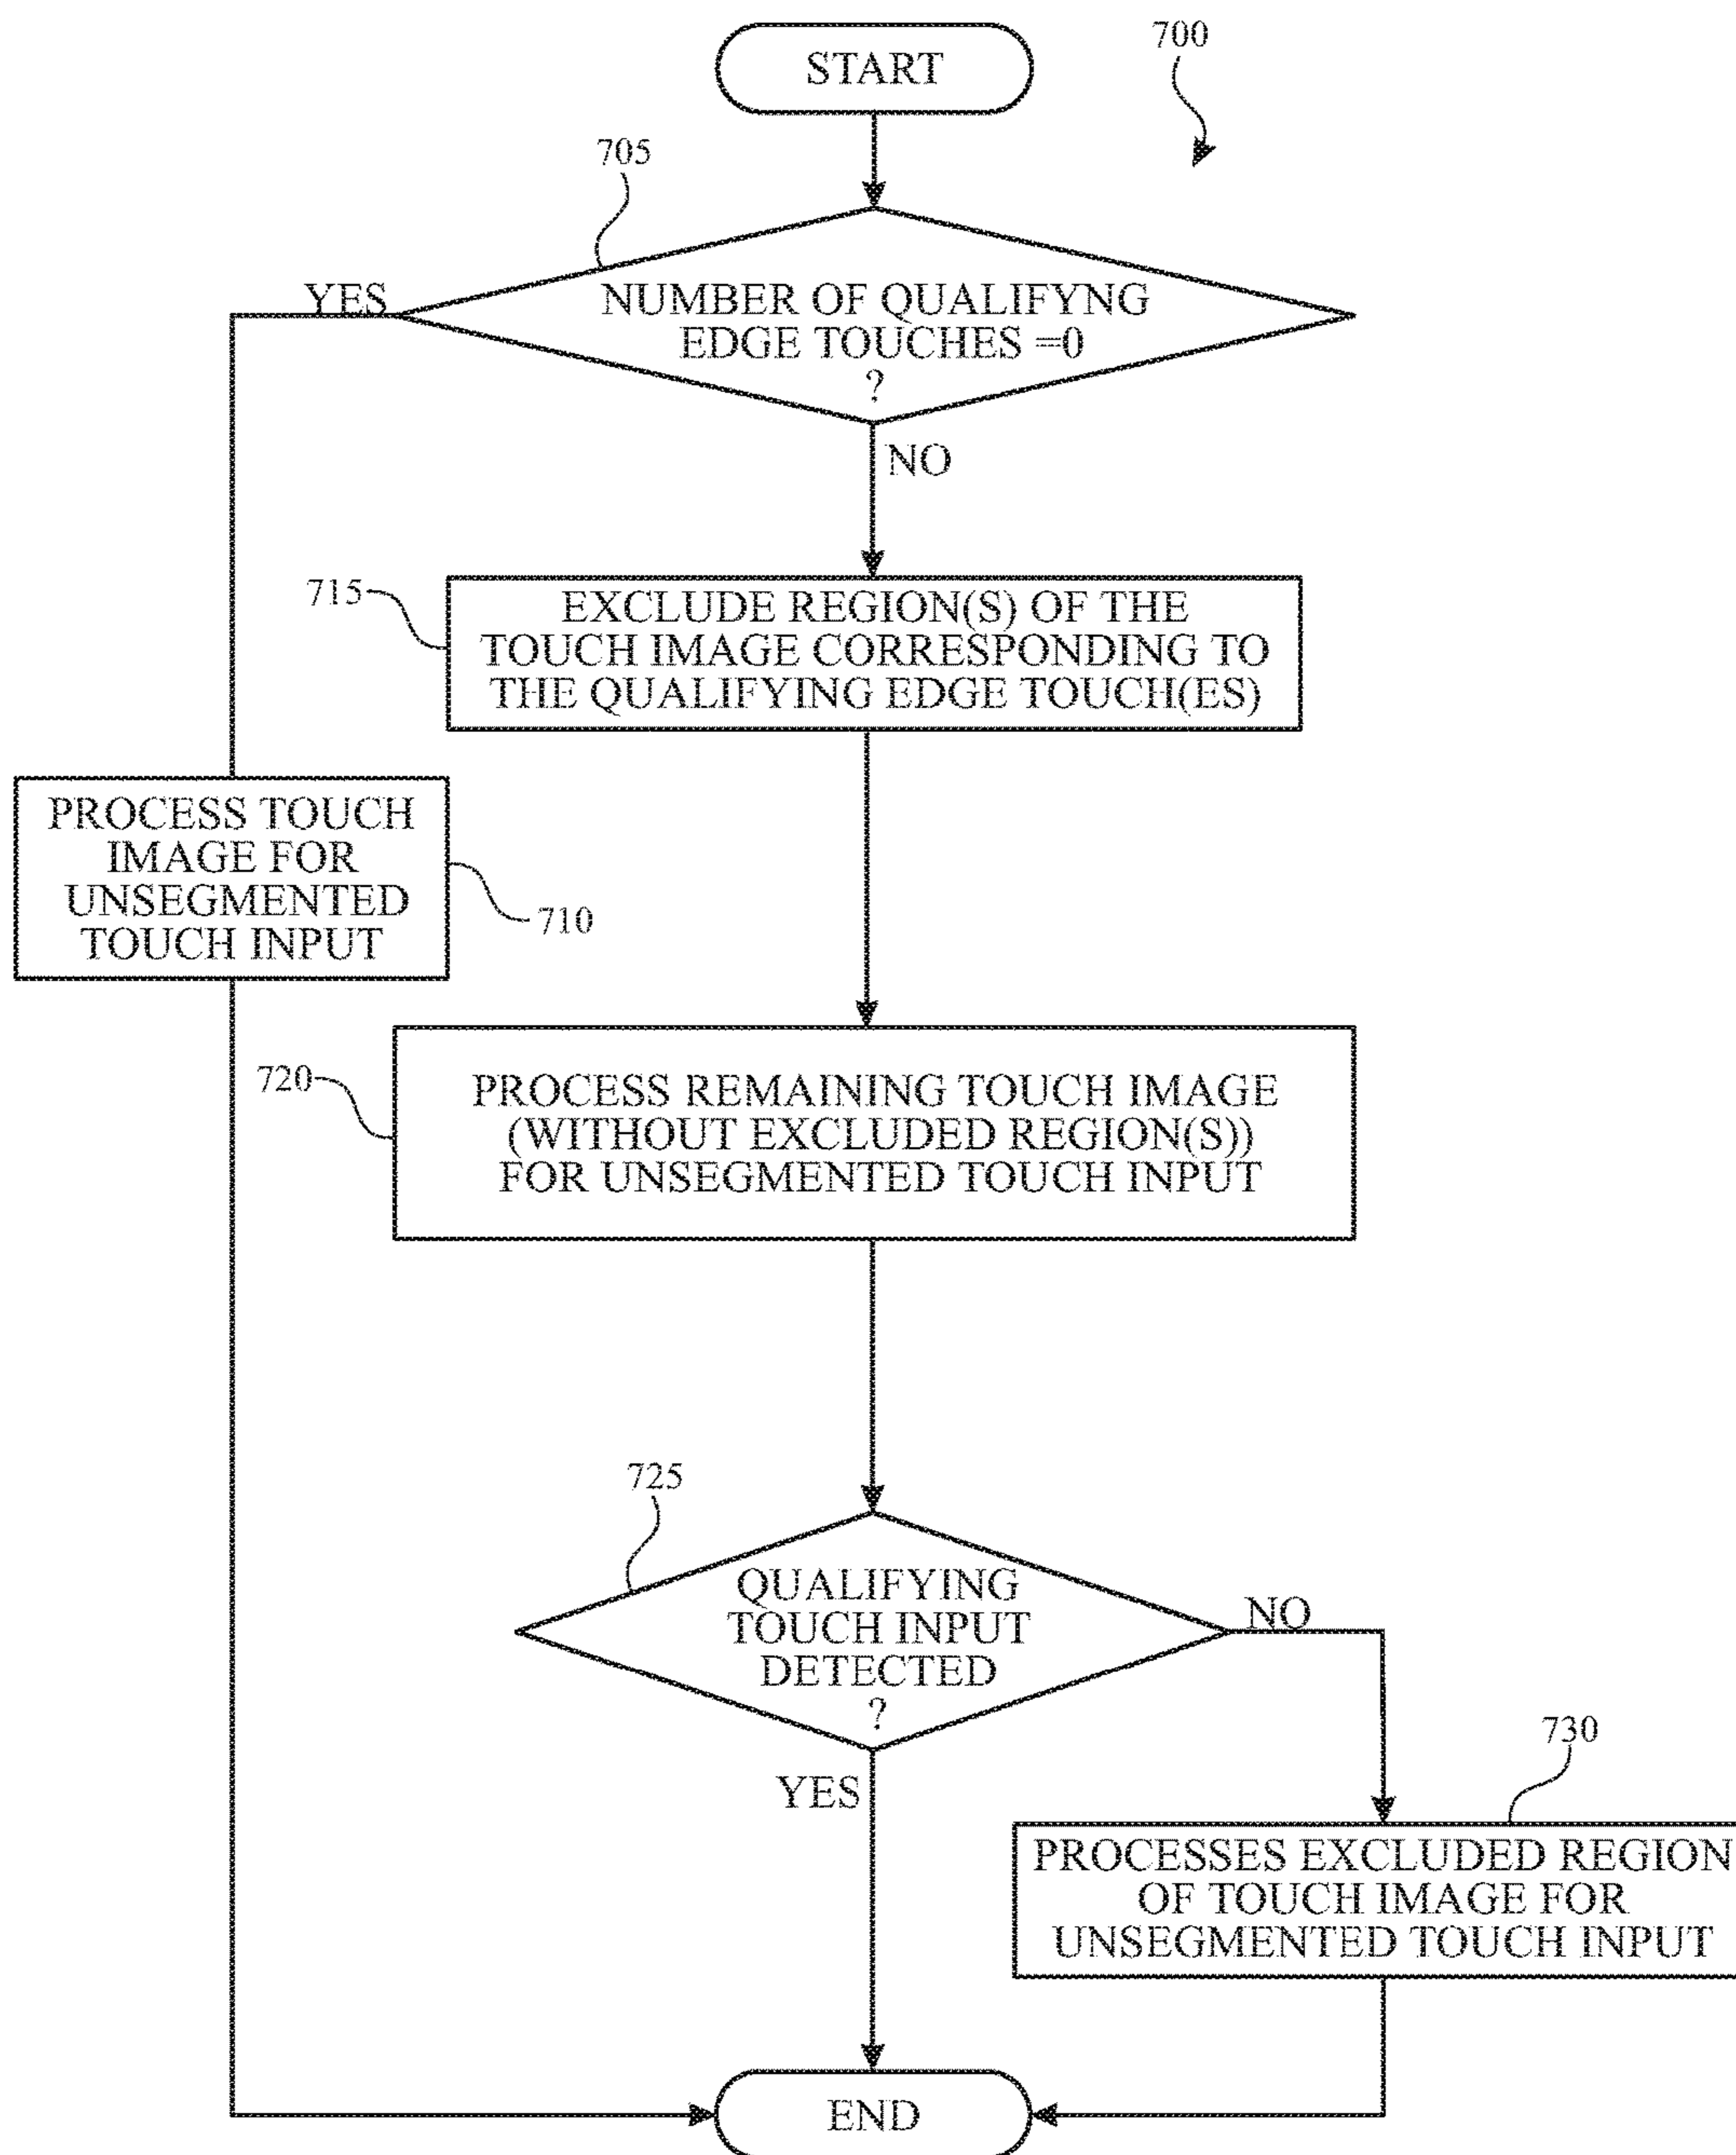 START
700
705
YES
NUMBER OF QUALIFYNG
EDGE TOUCHES =0
?
NO
715
EXCLUDE REGION(S) OF THE
TOUCH IMAGE CORRESPONDING TO
THE QUALIFYING EDGE TOUCH(ES)
PROCESS TOUCH
IMAGE FOR
UNSEGMENTED
TOUCH INPUT
710
720
PROCESS REMAINING TOUCH IMAGE
(WITHOUT EXCLUDED REGION(S))
FOR UNSEGMENTED TOUCH INPUT
725
QUALIFYING
TOUCH INPUT
DETECTED
?
NO
YES
730
PROCESSES EXCLUDED REGION
OF TOUCH IMAGE FOR
UNSEGMENTED TOUCH INPUT
END